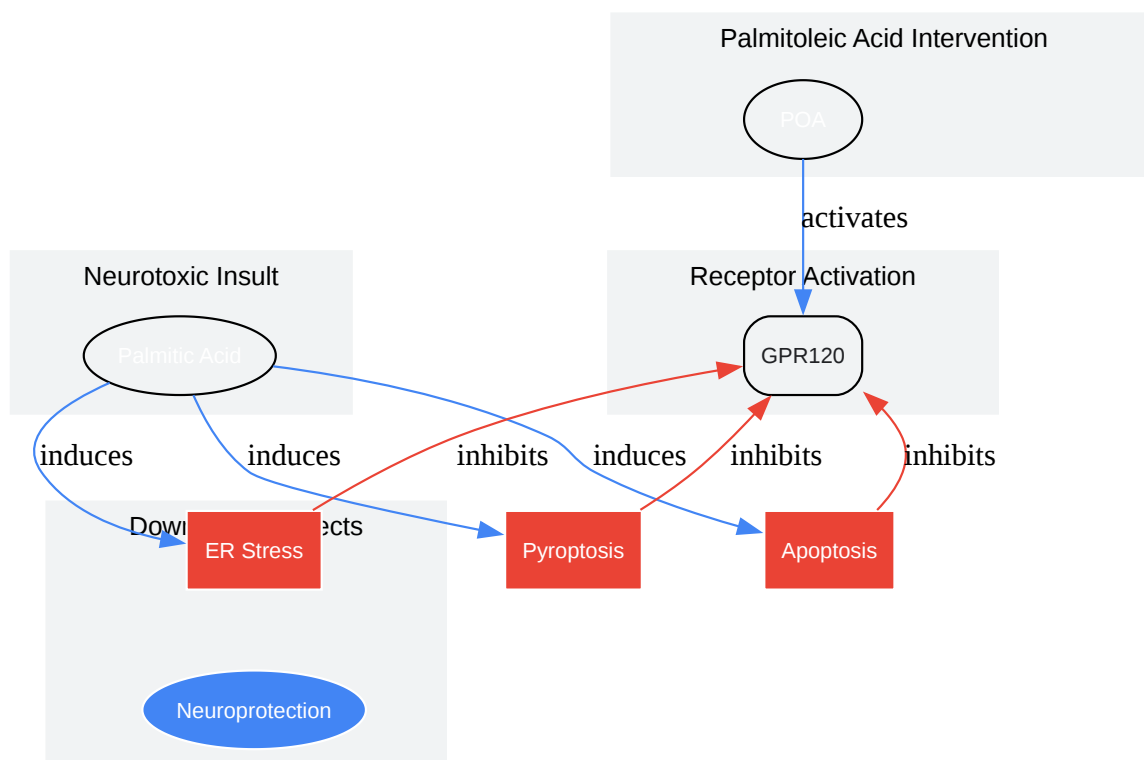 Palmitoleic Acid Intervention
POA
activates
Neurotoxic Insult
Receptor Activation
Palmitic Acid
GPR120
induces
induces
inhibits
induces
inhibits
inhibits
ER Stress
Pyroptosis
Apoptosis
Neuroprotection